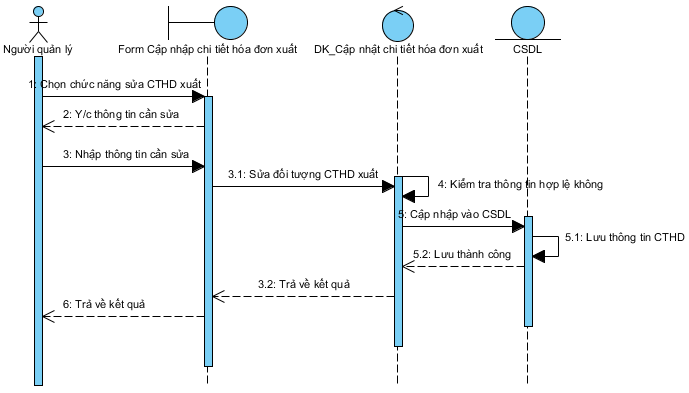 Người quản lý
Form Cập nhập chi tiết hóa đơn xuất
DK_Cập nhật chi tiết hóa đơn xuất
CSDL
1: Chọn chức năng sửa CTHD xuất
2: Y/c thông tin cần sửa
3: Nhập thông tin cần sửa
3.1: Sửa đối tượng CTHD xuất
4: Kiểm tra thông tin hợp lệ không
5: Cập nhập vào CSDL
5.1: Lưu thông tin CTHD
5.2: Lưu thành công
3.2: Trả về kết quả
6: Trả về kết quả